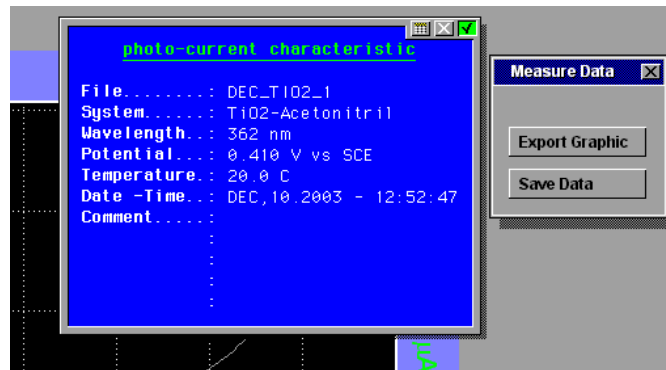 photo-current characteristic
File........: DEC_TIO2_1
System......: TiO2-Acetonitril
Wavelength..: 362 nm
Potential...: 0.410 V vs SCE
Temperature.: 20.0 C
Date -Time..: DEC,10.2003 - 12:52:47
Comment.....:
:
:
:
:
Measure Data
Export Graphic
Save Data